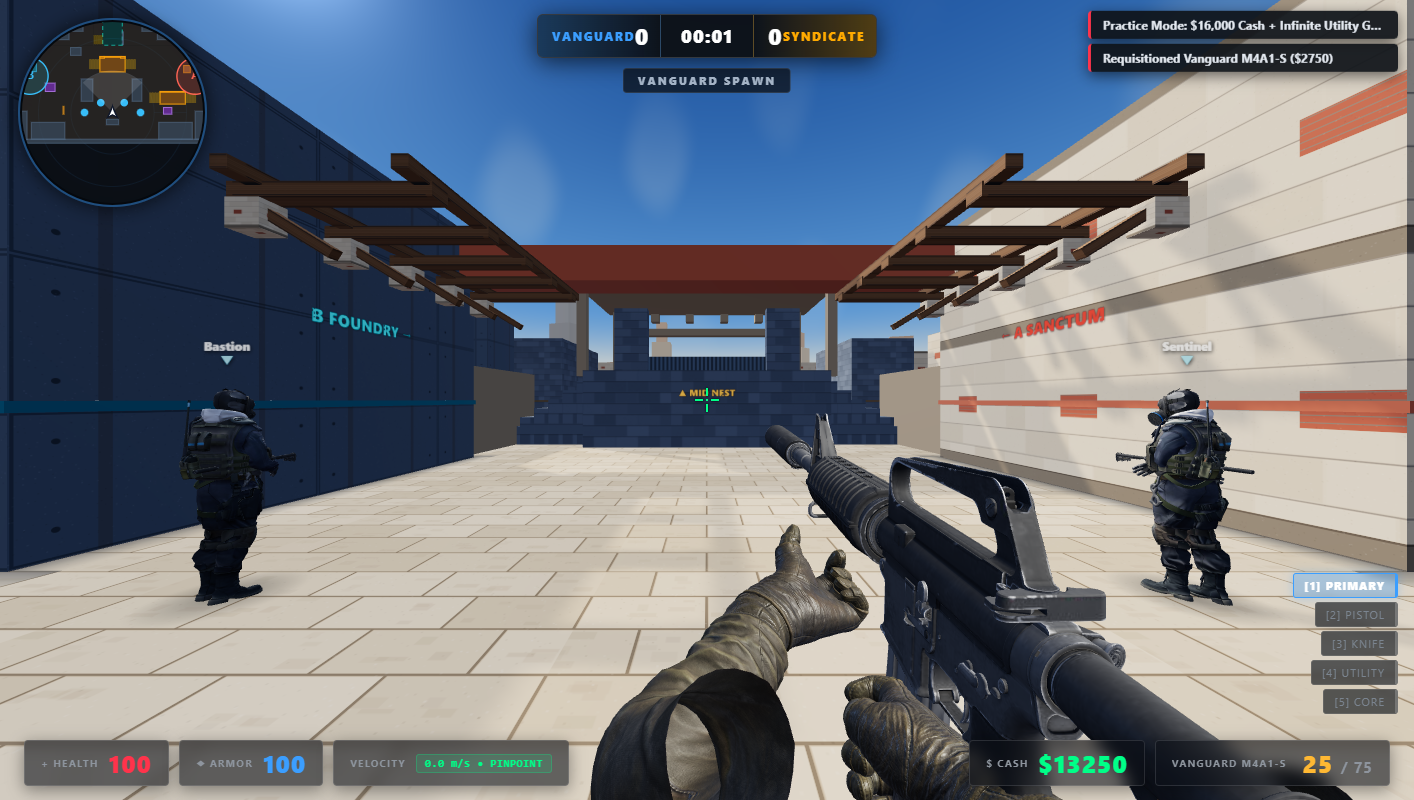 VANGUARD 0 00:01 0 SYNDICATE
VANGUARD SPAWN
Practice Mode: $16,000 Cash + Infinite Utility G...
Requisitioned Vanguard M4A1-S ($2750)
B
A
B FOUNDRY
A SANCTUM
Bastion
Sentinel
▲ MID NEST
[1] PRIMARY
[2] PISTOL
[3] KNIFE
[4] UTILITY
[5] CORE
+ HEALTH 100
◆ ARMOR 100
VELOCITY 0.0 m/s • PINPOINT
$ CASH $13250
VANGUARD M4A1-S 25 / 75